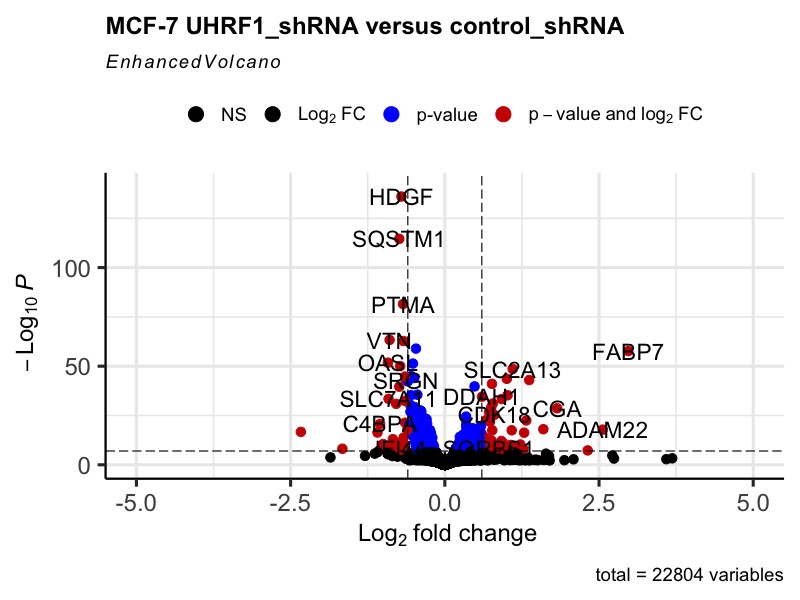 MCF-7 UHRF1_shRNA versus control_shRNA
EnhancedVolcano
NS Log2 FC p-value p – value and log2 FC
HDGF
SQSTM1
100
PTMA
VTN
FABP7
OASL
SLC2A13
50
SRGN
SLC7A11
DDAH1
CDK18
CGA
C4BPA
ADAM22
0
-5.0 -2.5 0.0 2.5 5.0
– Log10 P
Log2 fold change
total = 22804 variables